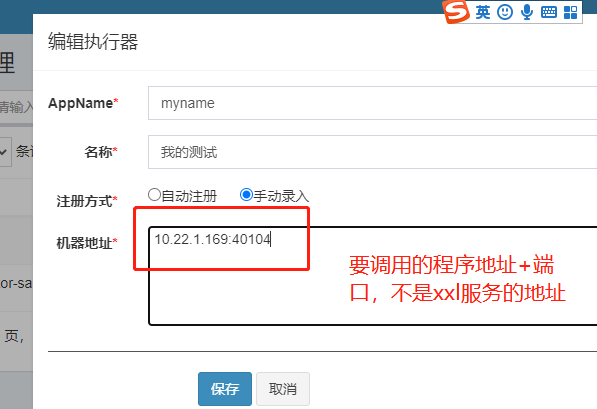 英
编辑执行器
理
AppName* myname
请输入
名称* 我的测试
条
注册方式* 自动注册 手动录入
机器地址* 10.22.1.169:40104
要调用的程序地址+端
口，不是xxl服务的地址
or-sa
页，
保存 取消